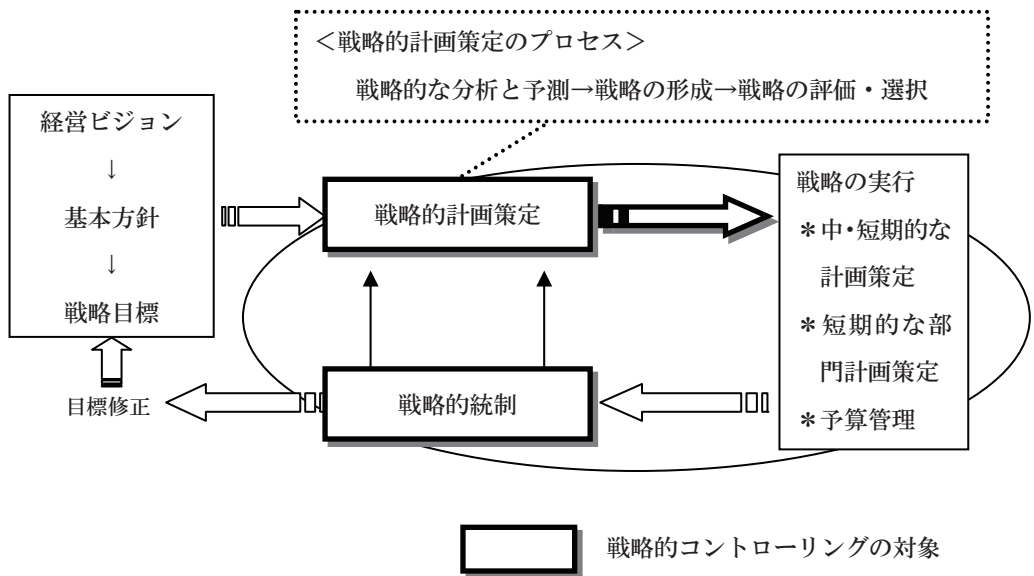 ＜戦略的計画策定のプロセス＞
戦略的な分析と予測→戦略の形成→戦略の評価・選択
経営ビジョン
↓
基本方針
↓
戦略目標
目標修正
戦略的計画策定
戦略的統制
戦略の実行
＊中・短期的な
計画策定
＊短期的な部
門計画策定
＊予算管理
戦略的コントローリングの対象